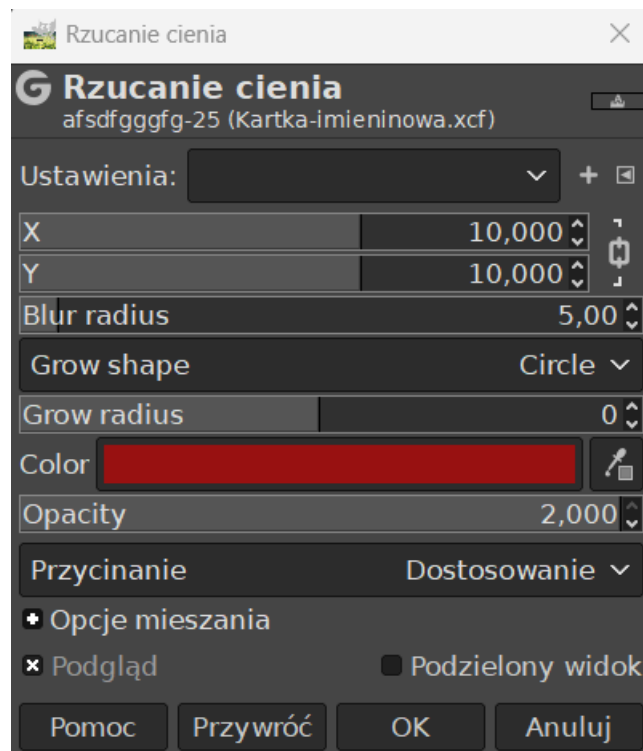 Rzucanie cienia
Rzucanie cienia
afsdfgggfg-25 (Kartka-imieninowa.xcf)
Ustawienia:
X 10,000
Y 10,000
Blur radius 5,00
Grow shape Circle
Grow radius 0
Color
Opacity 2,000
Przycinanie Dostosowanie
Opcje mieszania
Podgląd Podzielony widok
Pomoc Przywróć OK Anuluj